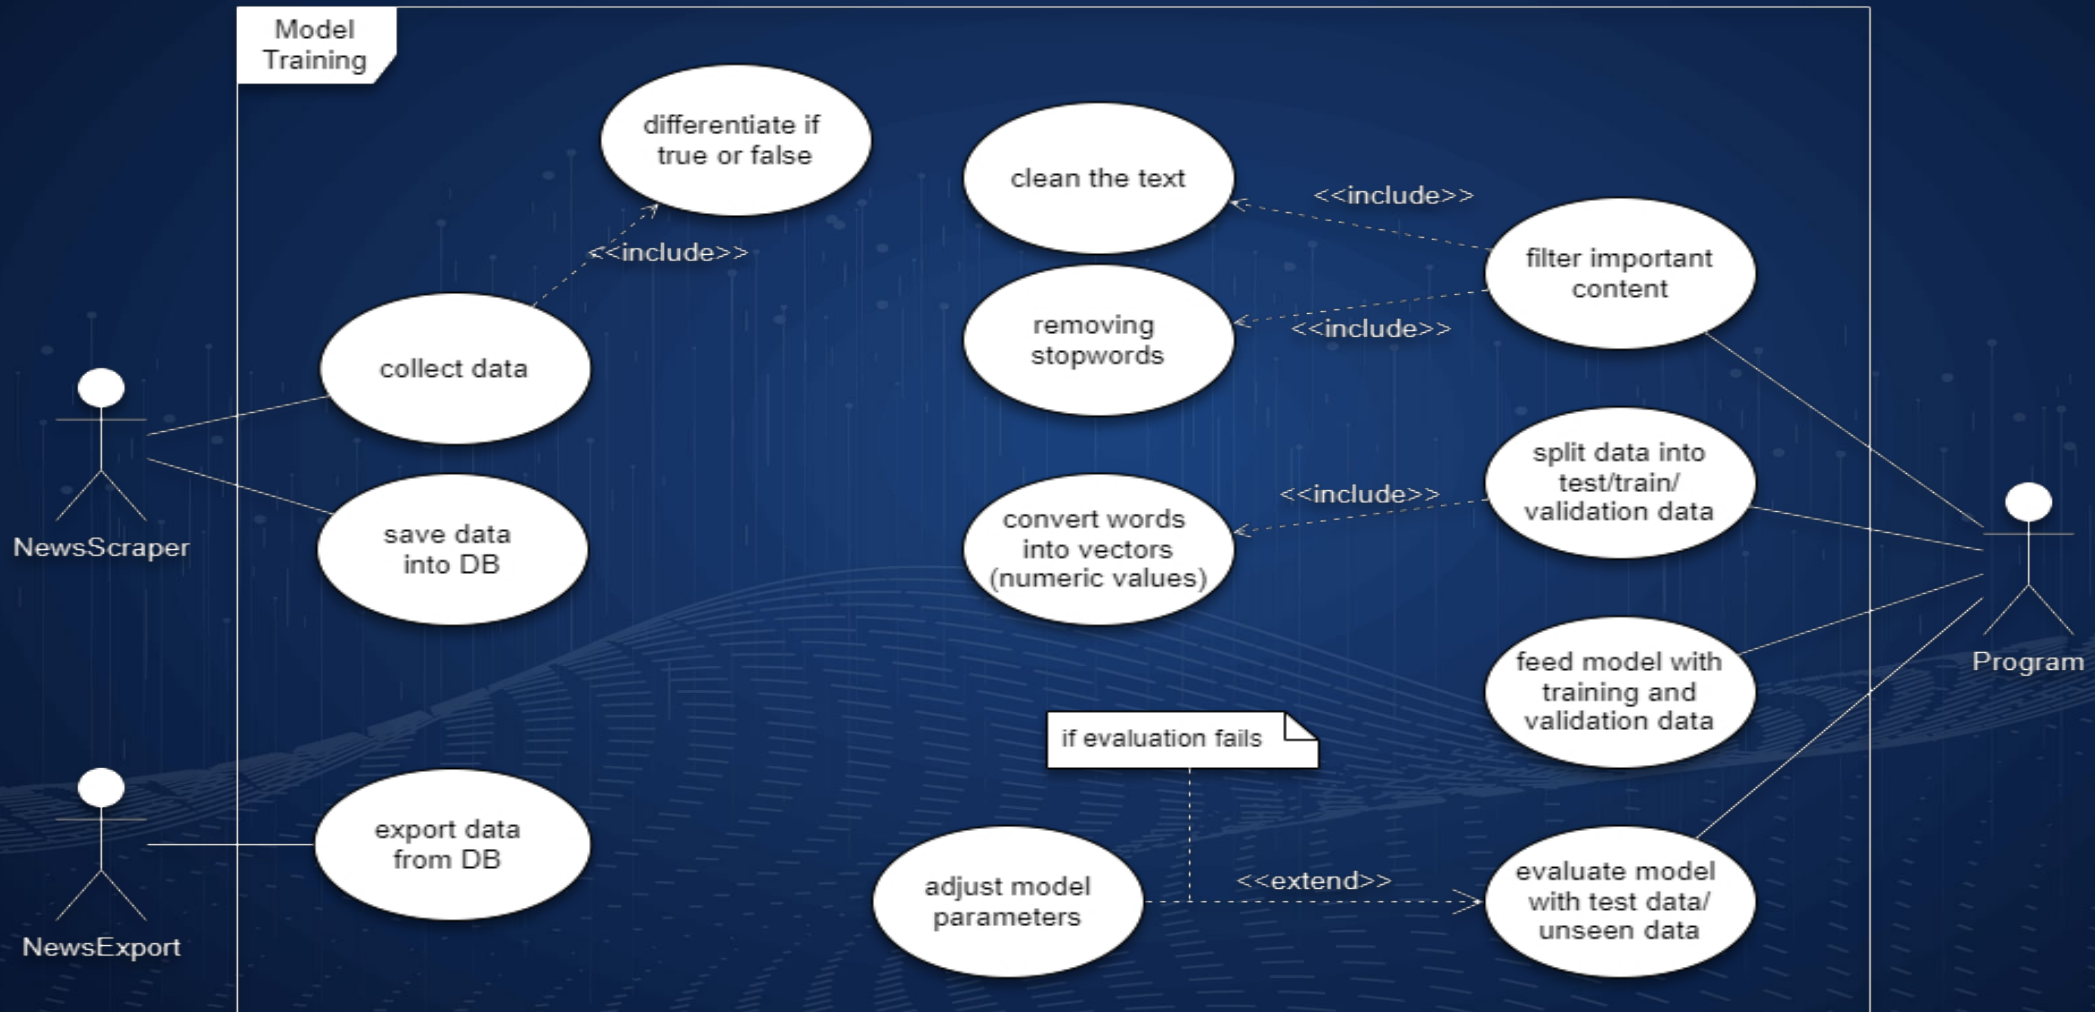 Model
Training
differentiate if
true or false
<<include>>
collect data
save data
into DB
NewsScraper
export data
from DB
NewsExport
clean the text
<<include>>
removing
stopwords
<<include>>
filter important
content
convert words
into vectors
(numeric values)
<<include>>
split data into
test/train/
validation data
feed model with
training and
validation data
Program
if evaluation fails
adjust model
parameters
<<extend>>
evaluate model
with test data/
unseen data